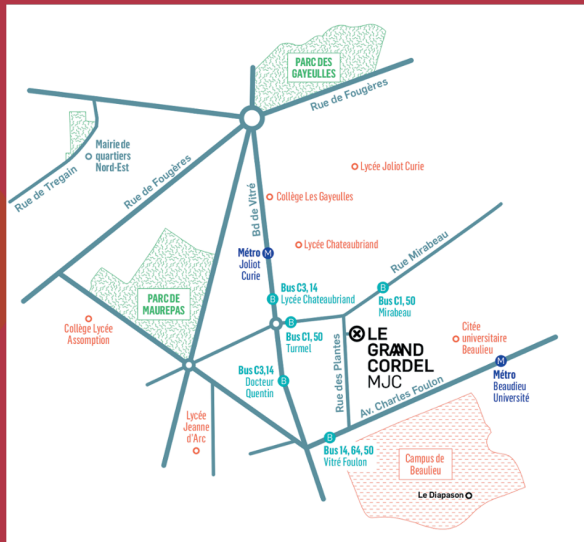 PARC DES
GAYEULLES
Rue de Fougères
Mairie de
quartiers
Nord-Est
Rue de Tregain
Rue de Fougères
Bd de Vitré
Lycée Joliot Curie
Collège Les Gayeulles
Lycée Chateaubriand
Rue Mirabeau
Métro
Joliot
Curie
M
Bus C3, 14
Lycée Chateaubriand
B
B
Bus C1, 50
Mirabeau
PARC DE
MAUREPAS
Collège Lycée
Assomption
B
Bus C1, 50
Turmel
LE
GRAND
CORDEL
MJC
Rue des Plantes
Citée
universitaire
Beaulieu
M
Métro
Beaudieu
Université
Bus C3,14
Docteur
Quentin
B
Av. Charles Foulon
Lycée
Jeanne
d'Arc
B
Bus 14, 64, 50
Vitré Foulon
Campus de
Beaulieu
Le Diapason